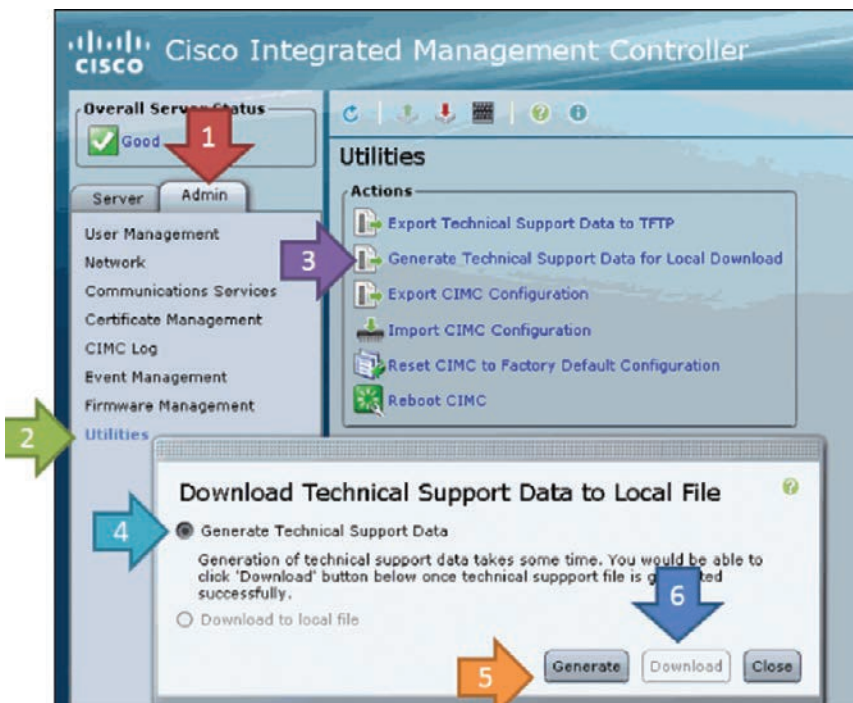 CISCO Cisco Integrated Management Controller
Overall Server Status
Good
1
Server
Admin
User Management
Network
Communications Services
Certificate Management
CIMC Log
Event Management
Firmware Management
2
Utilities
Utilities
Actions
Export Technical Support Data to TFTP
3
Generate Technical Support Data for Local Download
Export CIMC Configuration
Import CIMC Configuration
Reset CIMC to Factory Default Configuration
Reboot CIMC
Download Technical Support Data to Local File
4
Generate Technical Support Data
Generation of technical support data takes some time. You would be able to
click 'Download' button below once technical suppport file is
successfully.
Download to local file
6
5
Generate
Download
Close